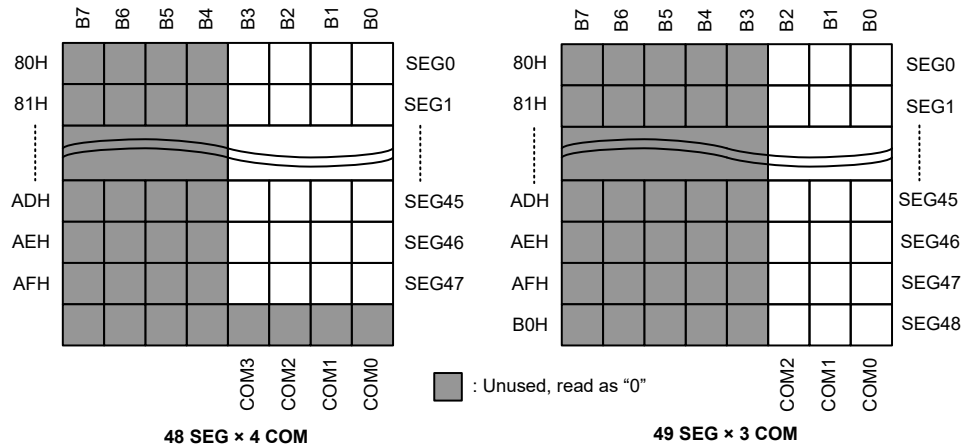 B7 B6 B5 B4 B3 B2 B1 B0
80H SEG0
81H SEG1
ADH SEG45
AEH SEG46
AFH SEG47
COM3 COM2 COM1 COM0
48 SEG × 4 COM
B7 B6 B5 B4 B3 B2 B1 B0
80H SEG0
81H SEG1
ADH SEG45
AEH SEG46
AFH SEG47
B0H SEG48
COM2 COM1 COM0
49 SEG × 3 COM
: Unused, read as “0”